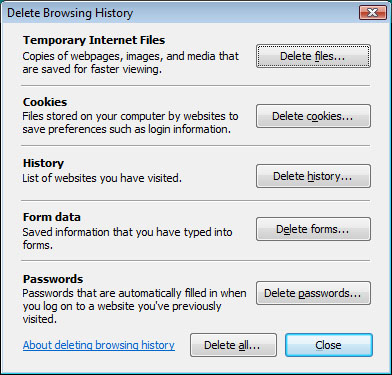 Delete Browsing History
Temporary Internet Files
Copies of webpages, images, and media that
are saved for faster viewing.
Delete files...
Cookies
Files stored on your computer by websites to
save preferences such as login information.
Delete cookies...
History
List of websites you have visited.
Delete history...
Form data
Saved information that you have typed into
forms.
Delete forms...
Passwords
Passwords that are automatically filled in when
you log on to a website you've previously
visited.
Delete passwords...
About deleting browsing history
Delete all...
Close